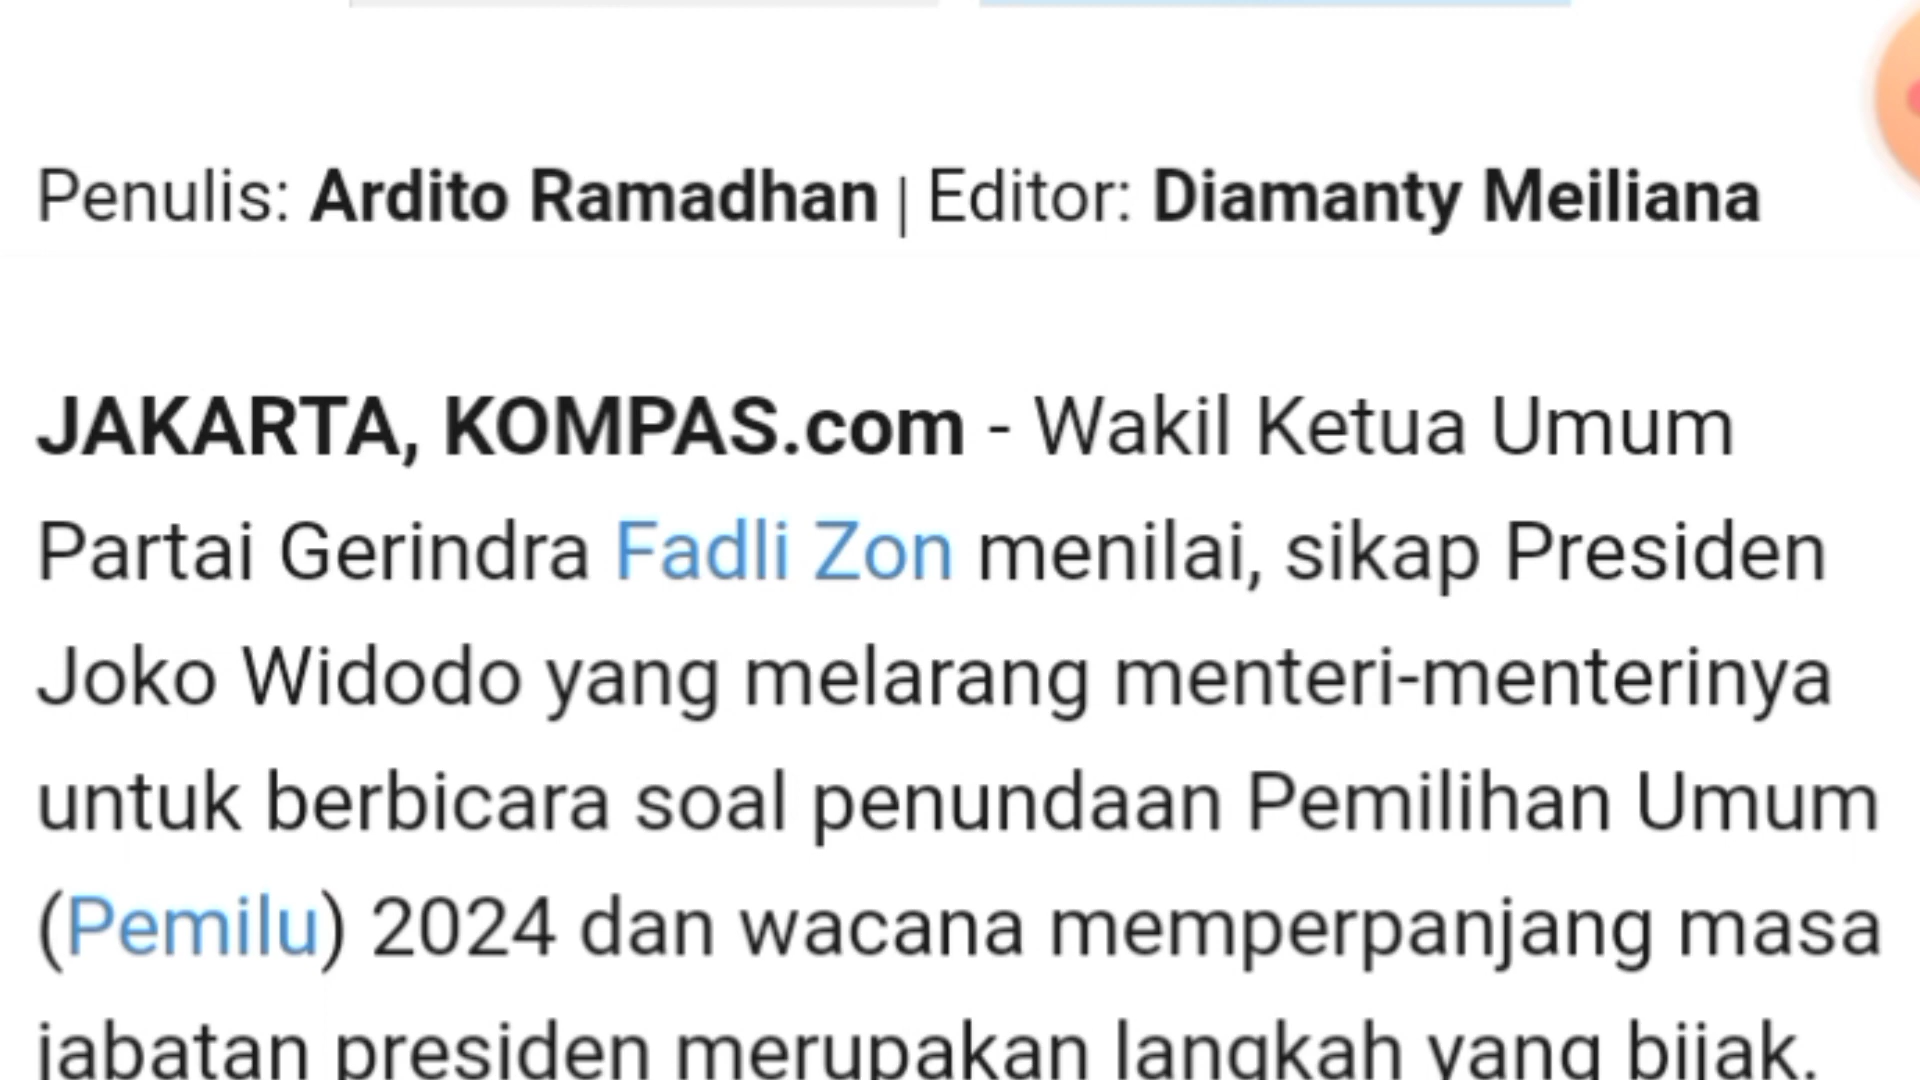 Penulis: Ardito Ramadhan | Editor: Diamanty Meiliana
JAKARTA, KOMPAS.com - Wakil Ketua Umum
Partai Gerindra Fadli Zon menilai, sikap Presiden
Joko Widodo yang melarang menteri-menterinya
untuk berbicara soal penundaan Pemilihan Umum
(Pemilu) 2024 dan wacana memperpanjang masa
jabatan presiden merupakan langkah yang bijak.